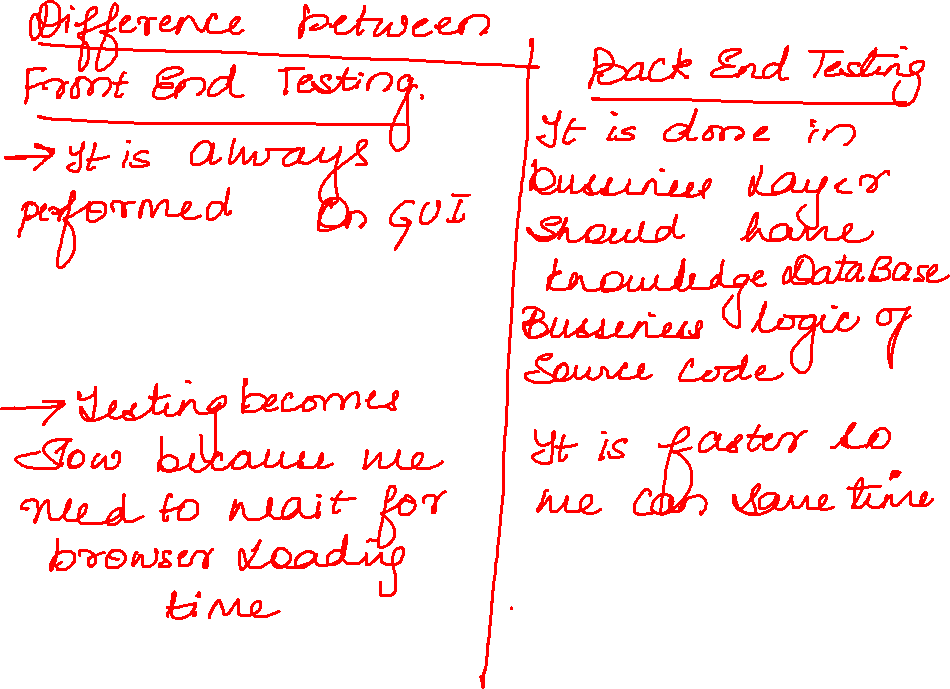 Difference between
Front End Testing.
→ It is always
performed On GUI
→ Testing becomes
Slow because we
need to wait for
browser Loading
time
Back End Testing
It is done in
Bussiness Layer
Should have
knowledge DataBase
Bussiness logic of
Source code
It is faster so
we can save time